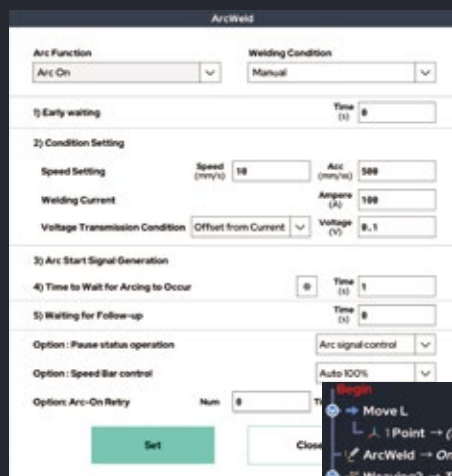 ArcWeld
Arc Function Welding Condition
Arc On Manual
1) Early waiting Time (s) 0
2) Condition Setting
Speed Setting Speed (mm/s) 10 Acc (mm/ss) 500
Welding Current Ampere (A) 100
Voltage Transmission Condition Offset from Current Voltage (V) 0.1
3) Arc Start Signal Generation
4) Time to Wait for Arcing to Occur Time (s) 1
5) Waiting for Follow-up Time (s) 0
Option : Pause status operation Arc signal control
Option : Speed Bar control Auto 100%
Option: Arc-On Retry Num 0
Set Close
Begin
Move L
1 Point → (
ArcWeld → On